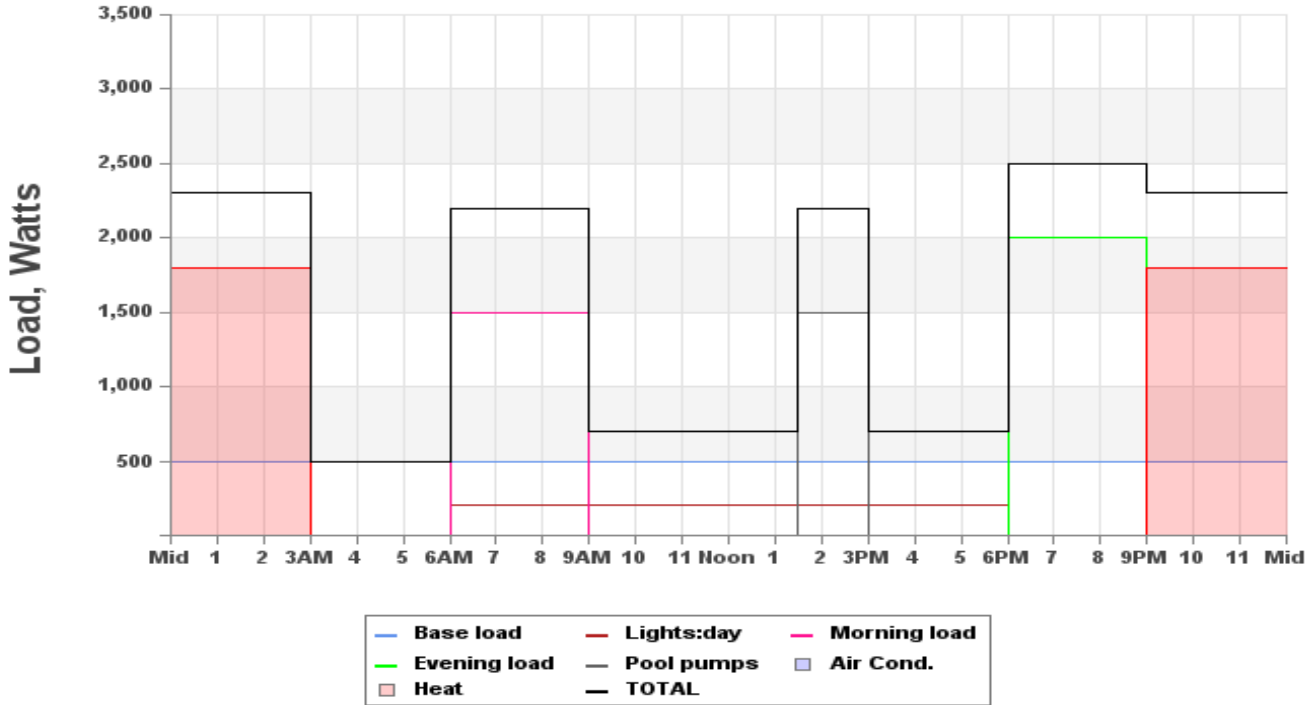 3,500
3,000
2,500
2,000
1,500
1,000
500
Load, Watts
Mid 1 2 3AM 4 5 6AM 7 8 9AM 10 11 Noon 1 2 3PM 4 5 6PM 7 8 9PM 10 11 Mid
Base load Lights:day Morning load
Evening load Pool pumps Air Cond.
Heat TOTAL